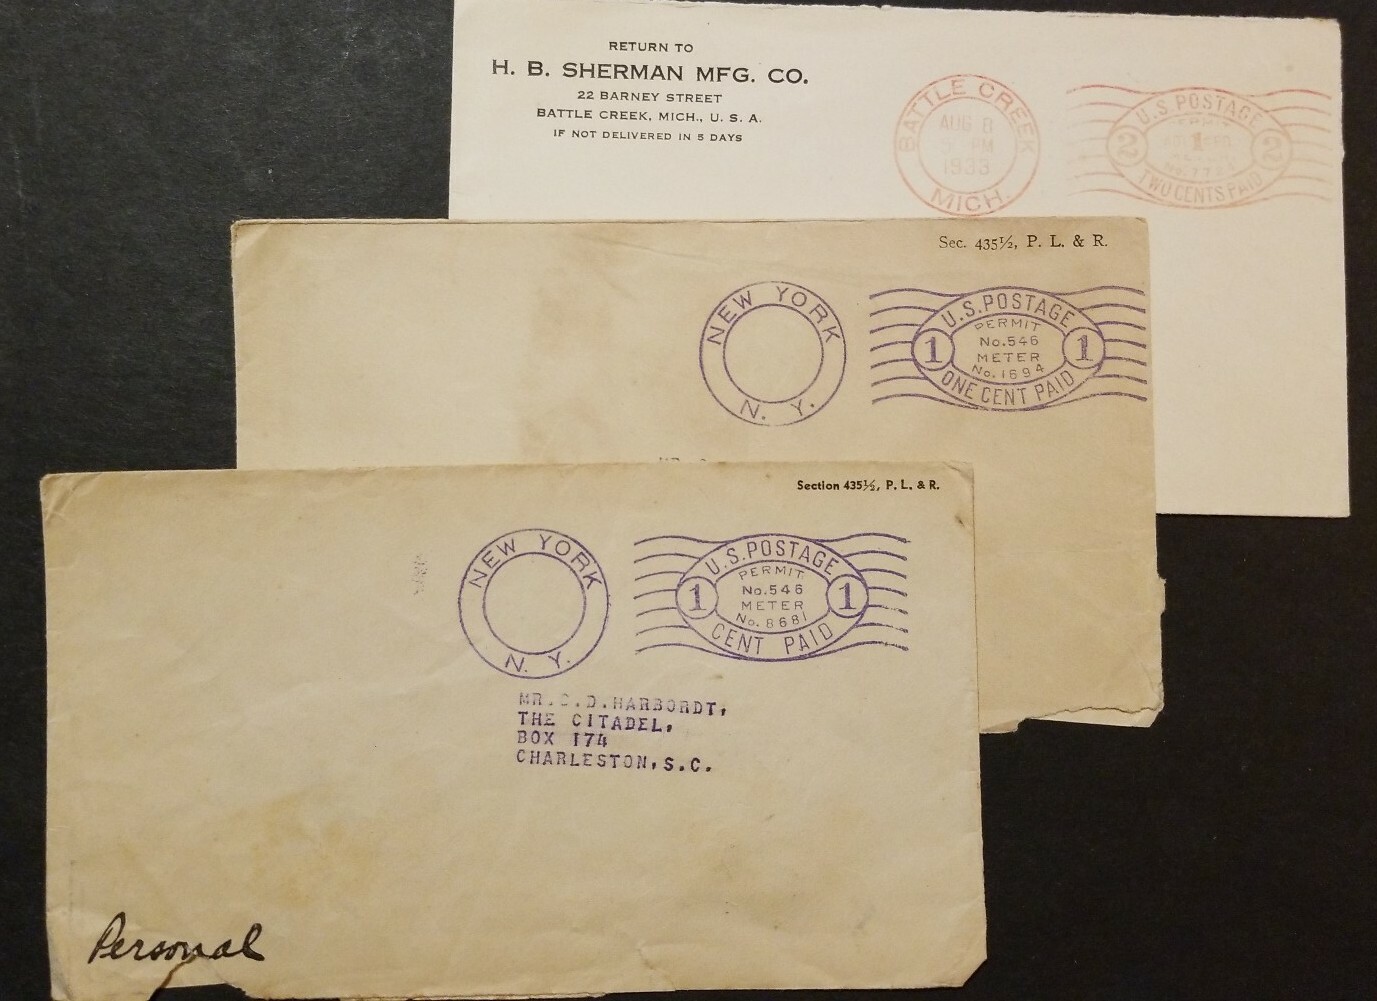 RETURN TO
H. B. SHERMAN MFG. CO.
22 BARNEY STREET
BATTLE CREEK, MICH., U. S. A.
IF NOT DELIVERED IN 5 DAYS
BATTLE CREEK
AUG 8
PM
1933
MICH.
U.S. POSTAGE
2 1 2
TWO CENTS PAID
Sec. 435½, P. L. & R.
NEW YORK
N. Y.
U.S. POSTAGE
PERMIT
No. 546
1 METER 1
No. 1694
ONE CENT PAID
Section 435½, P. L. & R.
NEW YORK
N. Y.
U.S. POSTAGE
PERMIT
No. 546
1 METER 1
No. 8681
CENT PAID
MR. D. HARBORDT,
THE CITADEL,
BOX 174
CHARLESTON, S.C.
Personal